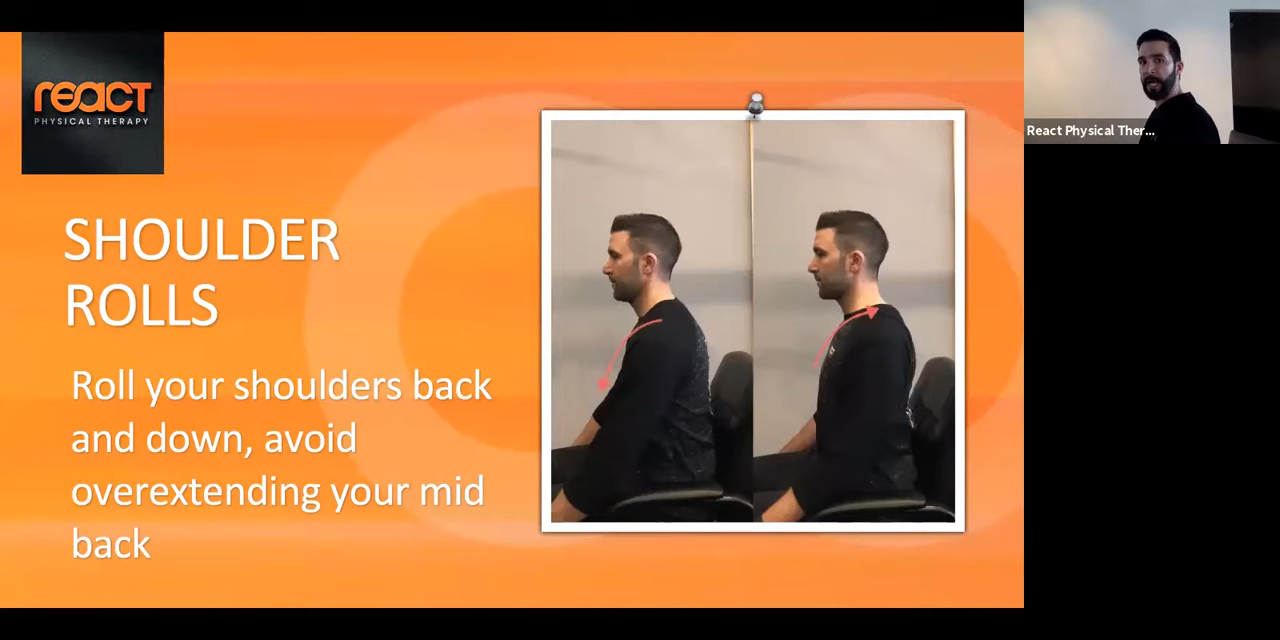 react
PHYSICAL THERAPY
SHOULDER
ROLLS
Roll your shoulders back
and down, avoid
overextending your mid
back
React Physical Ther...